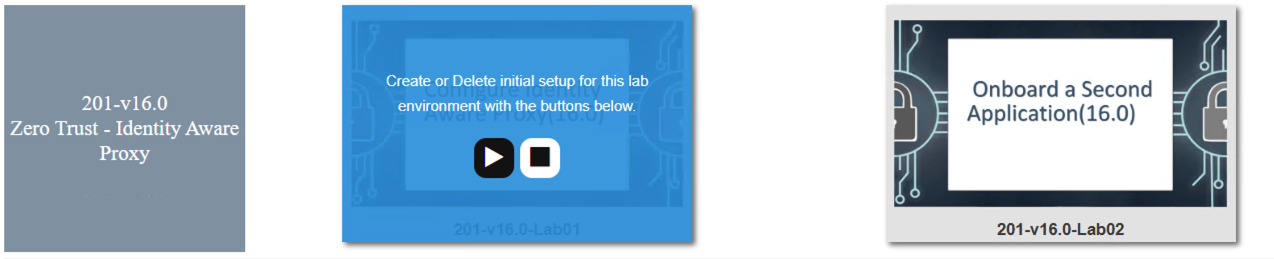 201-v16.0
Zero Trust - Identity Aware
Proxy
Create or Delete initial setup for this lab
environment with the buttons below.
Configure Identity
Aware Proxy(16.0)
201-v16.0-Lab01
Onboard a Second
Application(16.0)
201-v16.0-Lab02